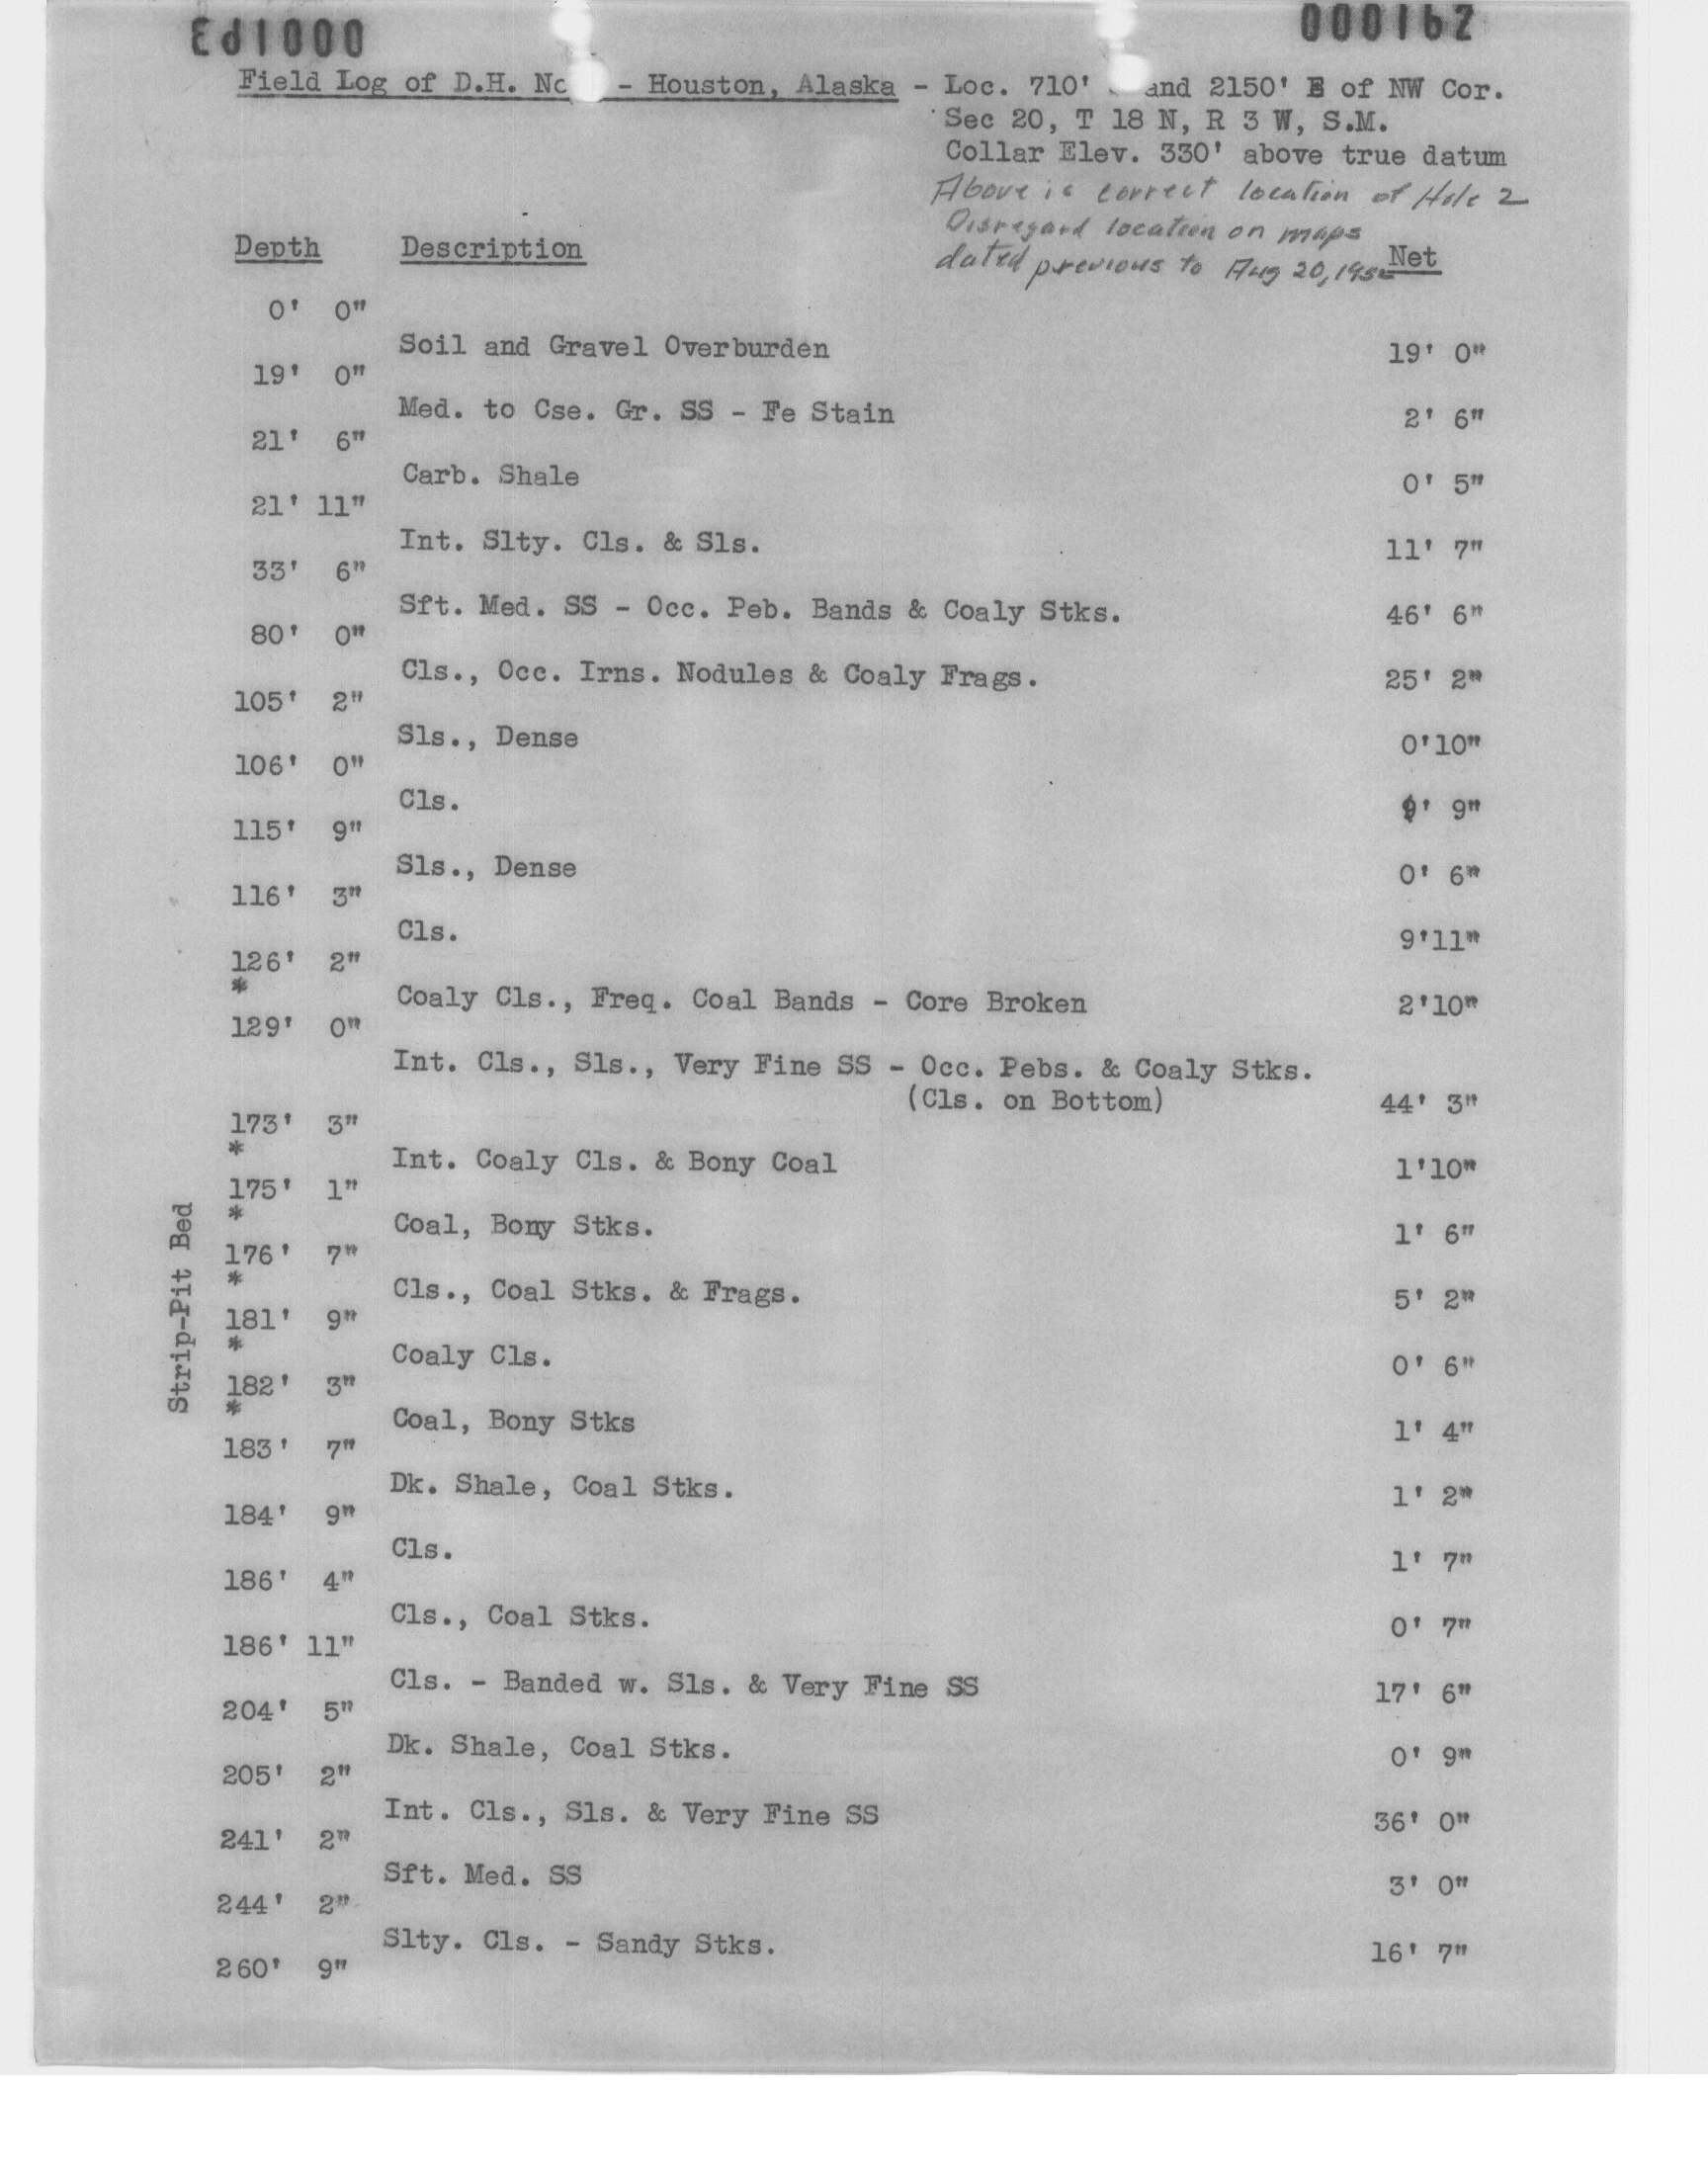 000162
Field Log of D.H. No - Houston, Alaska - Loc. 710' and 2150' E of NW Cor.
Sec 20, T 18 N, R 3 W, S.M.
Collar Elev. 330' above true datum
Above is correct location of Hole 2
Disregard location on maps
dated previous to Aug 20,
Depth Description Net
0' 0"
Soil and Gravel Overburden 19' 0"
19' 0"
Med. to Cse. Gr. SS - Fe Stain 2' 6"
21' 6"
Carb. Shale 0' 5"
21' 11"
Int. Slty. Cls. & Sls. 11' 7"
33' 6"
Sft. Med. SS - Occ. Peb. Bands & Coaly Stks. 46' 6"
80' 0"
Cls., Occ. Irns. Nodules & Coaly Frags. 25' 2"
105' 2"
Sls., Dense 0'10"
106' 0"
Cls. 9' 9"
115' 9"
Sls., Dense 0' 6"
116' 3"
Cls. 9'11"
126' 2"
*
Coaly Cls., Freq. Coal Bands - Core Broken 2'10"
129' 0"
Int. Cls., Sls., Very Fine SS - Occ. Pebs. & Coaly Stks.
(Cls. on Bottom) 44' 3"
173' 3"
*
Int. Coaly Cls. & Bony Coal 1'10"
175' 1"
*
Strip-Pit Bed
Coal, Bony Stks. 1' 6"
176' 7"
*
Cls., Coal Stks. & Frags. 5' 2"
181' 9"
*
Coaly Cls. 0' 6"
182' 3"
*
Coal, Bony Stks 1' 4"
183' 7"
Dk. Shale, Coal Stks. 1' 2"
184' 9"
Cls. 1' 7"
186' 4"
Cls., Coal Stks. 0' 7"
186' 11"
Cls. - Banded w. Sls. & Very Fine SS 17' 6"
204' 5"
Dk. Shale, Coal Stks. 0' 9"
205' 2"
Int. Cls., Sls. & Very Fine SS 36' 0"
241' 2"
Sft. Med. SS 3' 0"
244' 2"
Slty. Cls. - Sandy Stks. 16' 7"
260' 9"